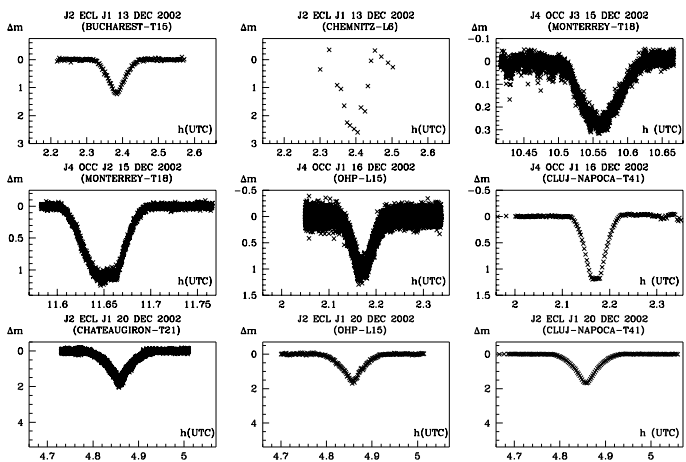 J2 ECL J1 13 DEC 2002
(BUCHAREST-T15)
Δm
0
1
2
3
h(UTC)
2.2 2.3 2.4 2.5 2.6
J2 ECL J1 13 DEC 2002
(CHEMNITZ-L6)
Δm
0
1
2
3
h(UTC)
2.2 2.3 2.4 2.5 2.6
J4 OCC J3 15 DEC 2002
(MONTERREY-T18)
Δm
-0.1
0
0.1
0.2
0.3
h (UTC)
10.45 10.5 10.55 10.6 10.65
J4 OCC J2 15 DEC 2002
(MONTERREY-T18)
Δm
0
0.5
1
h(UTC)
11.6 11.65 11.7 11.75
J4 OCC J1 16 DEC 2002
(OHP-L15)
Δm
-0.5
0
0.5
1
1.5
h(UTC)
2 2.1 2.2 2.3
J4 OCC J1 16 DEC 2002
(CLUJ-NAPOCA-T41)
Δm
-0.5
0
0.5
1
1.5
h (UTC)
2 2.1 2.2 2.3
J2 ECL J1 20 DEC 2002
(CHATEAUGIRON-T21)
Δm
0
2
4
h(UTC)
4.7 4.8 4.9 5
J2 ECL J1 20 DEC 2002
(OHP-L15)
Δm
0
2
4
h(UTC)
4.7 4.8 4.9 5
J2 ECL J1 20 DEC 2002
(CLUJ-NAPOCA-T41)
Δm
0
2
4
h(UTC)
4.7 4.8 4.9 5